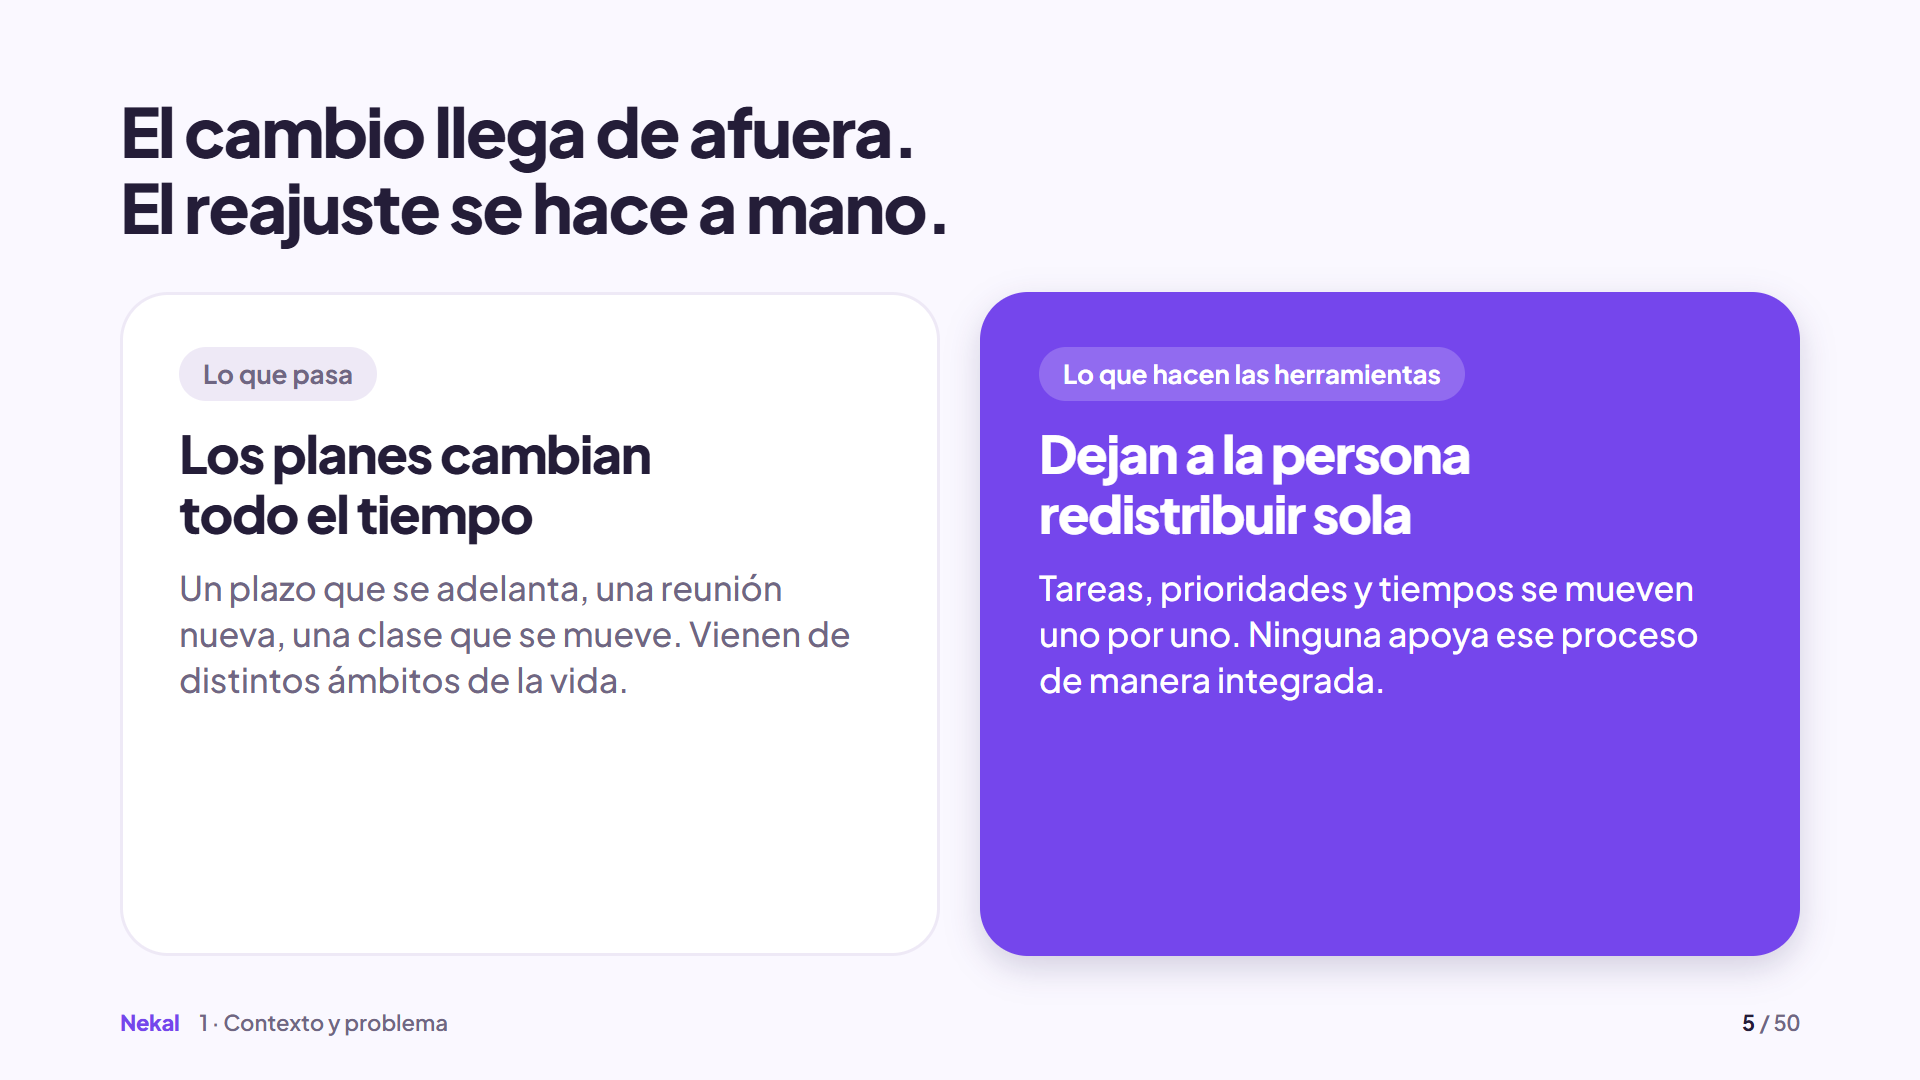 El cambio llega de afuera.
El reajuste se hace a mano.
Lo que pasa
Los planes cambian
todo el tiempo
Un plazo que se adelanta, una reunión
nueva, una clase que se mueve. Vienen de
distintos ámbitos de la vida.
Lo que hacen las herramientas
Dejan a la persona
redistribuir sola
Tareas, prioridades y tiempos se mueven
uno por uno. Ninguna apoya ese proceso
de manera integrada.
Nekal 1 · Contexto y problema
5 / 50